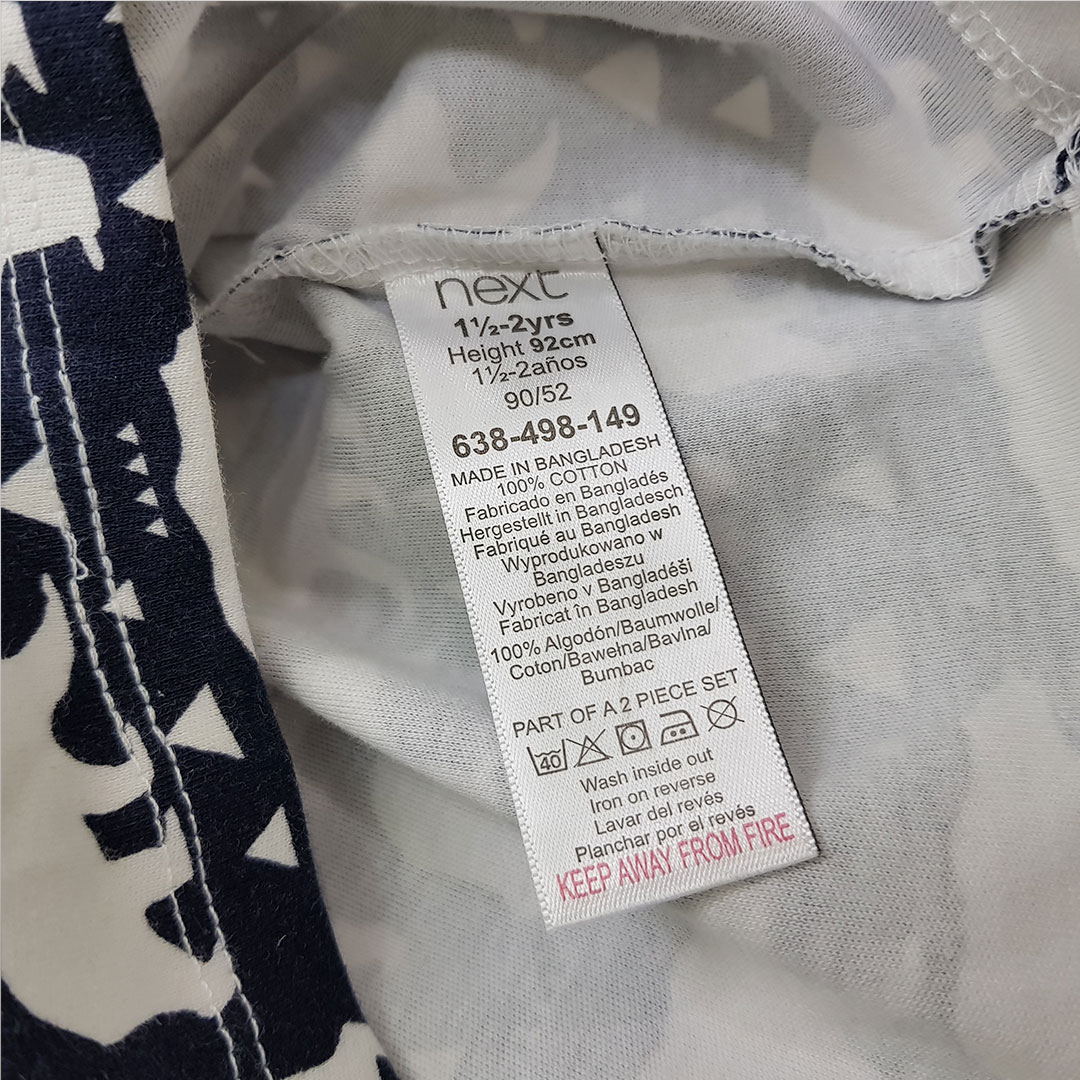 next
1½-2yrs
Height 92cm
1½-2años
90/52
638-498-149
MADE IN BANGLADESH
100% COTTON
Fabricado en Bangladés
Hergestellt in Bangladesch
Fabriqué au Bangladesh
Wyprodukowano w
Bangladeszu
Vyrobeno v Bangladéši
Fabricat în Bangladesh
100% Algodón/Baumwolle/
Coton/Bawełna/Bavlna/
Bumbac
PART OF A 2 PIECE SET
40
Wash inside out
Iron on reverse
Lavar del revés
Planchar por el revés
KEEP AWAY FROM FIRE